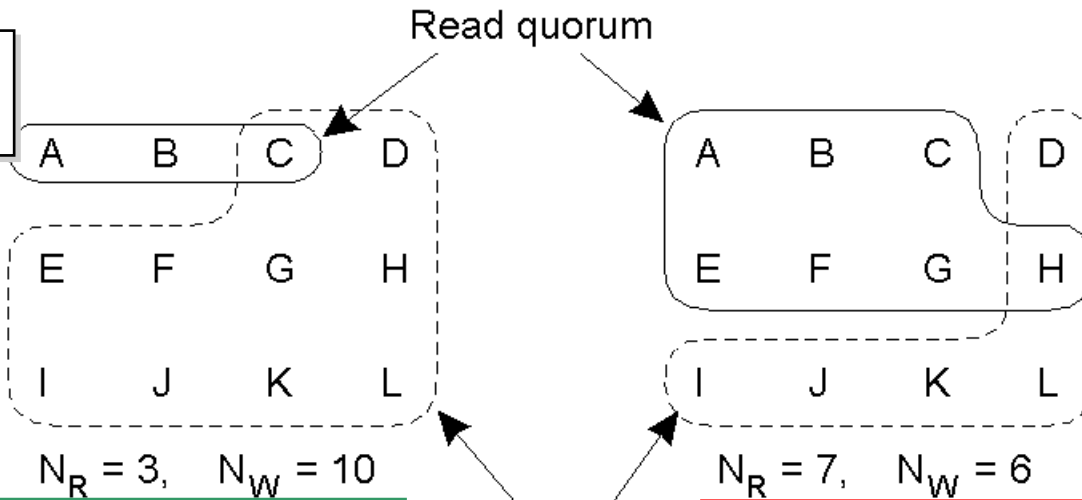 Read quorum
A B C D
E F G H
I J K L
N_R = 3, N_W = 10
A B C D
E F G H
I J K L
N_R = 7, N_W = 6